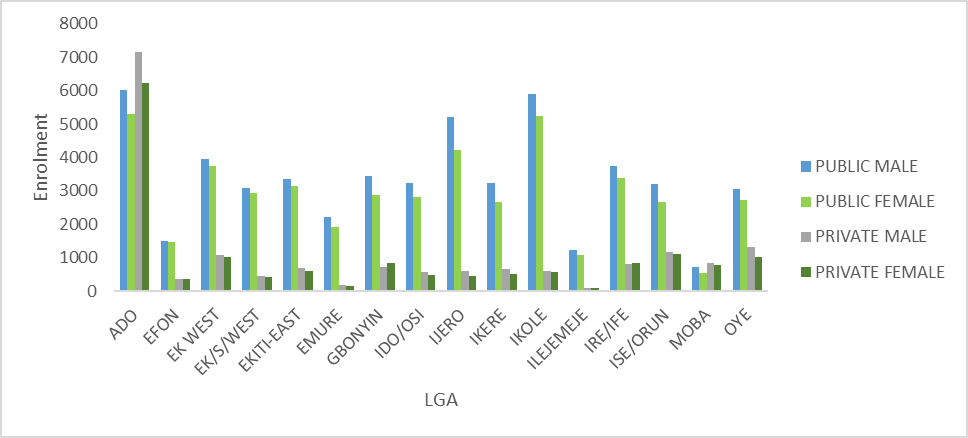 8000
7000
6000
5000
4000
3000
2000
1000
0
Enrolment
ADO
EFON
EK WEST
EK/S/WEST
EKITI-EAST
EMURE
GBONYIN
IDO/OSI
IJERO
IKERE
IKOLE
ILEJEMEJE
IRE/IFE
ISE/ORUN
MOBA
OYE
LGA
PUBLIC MALE
PUBLIC FEMALE
PRIVATE MALE
PRIVATE FEMALE